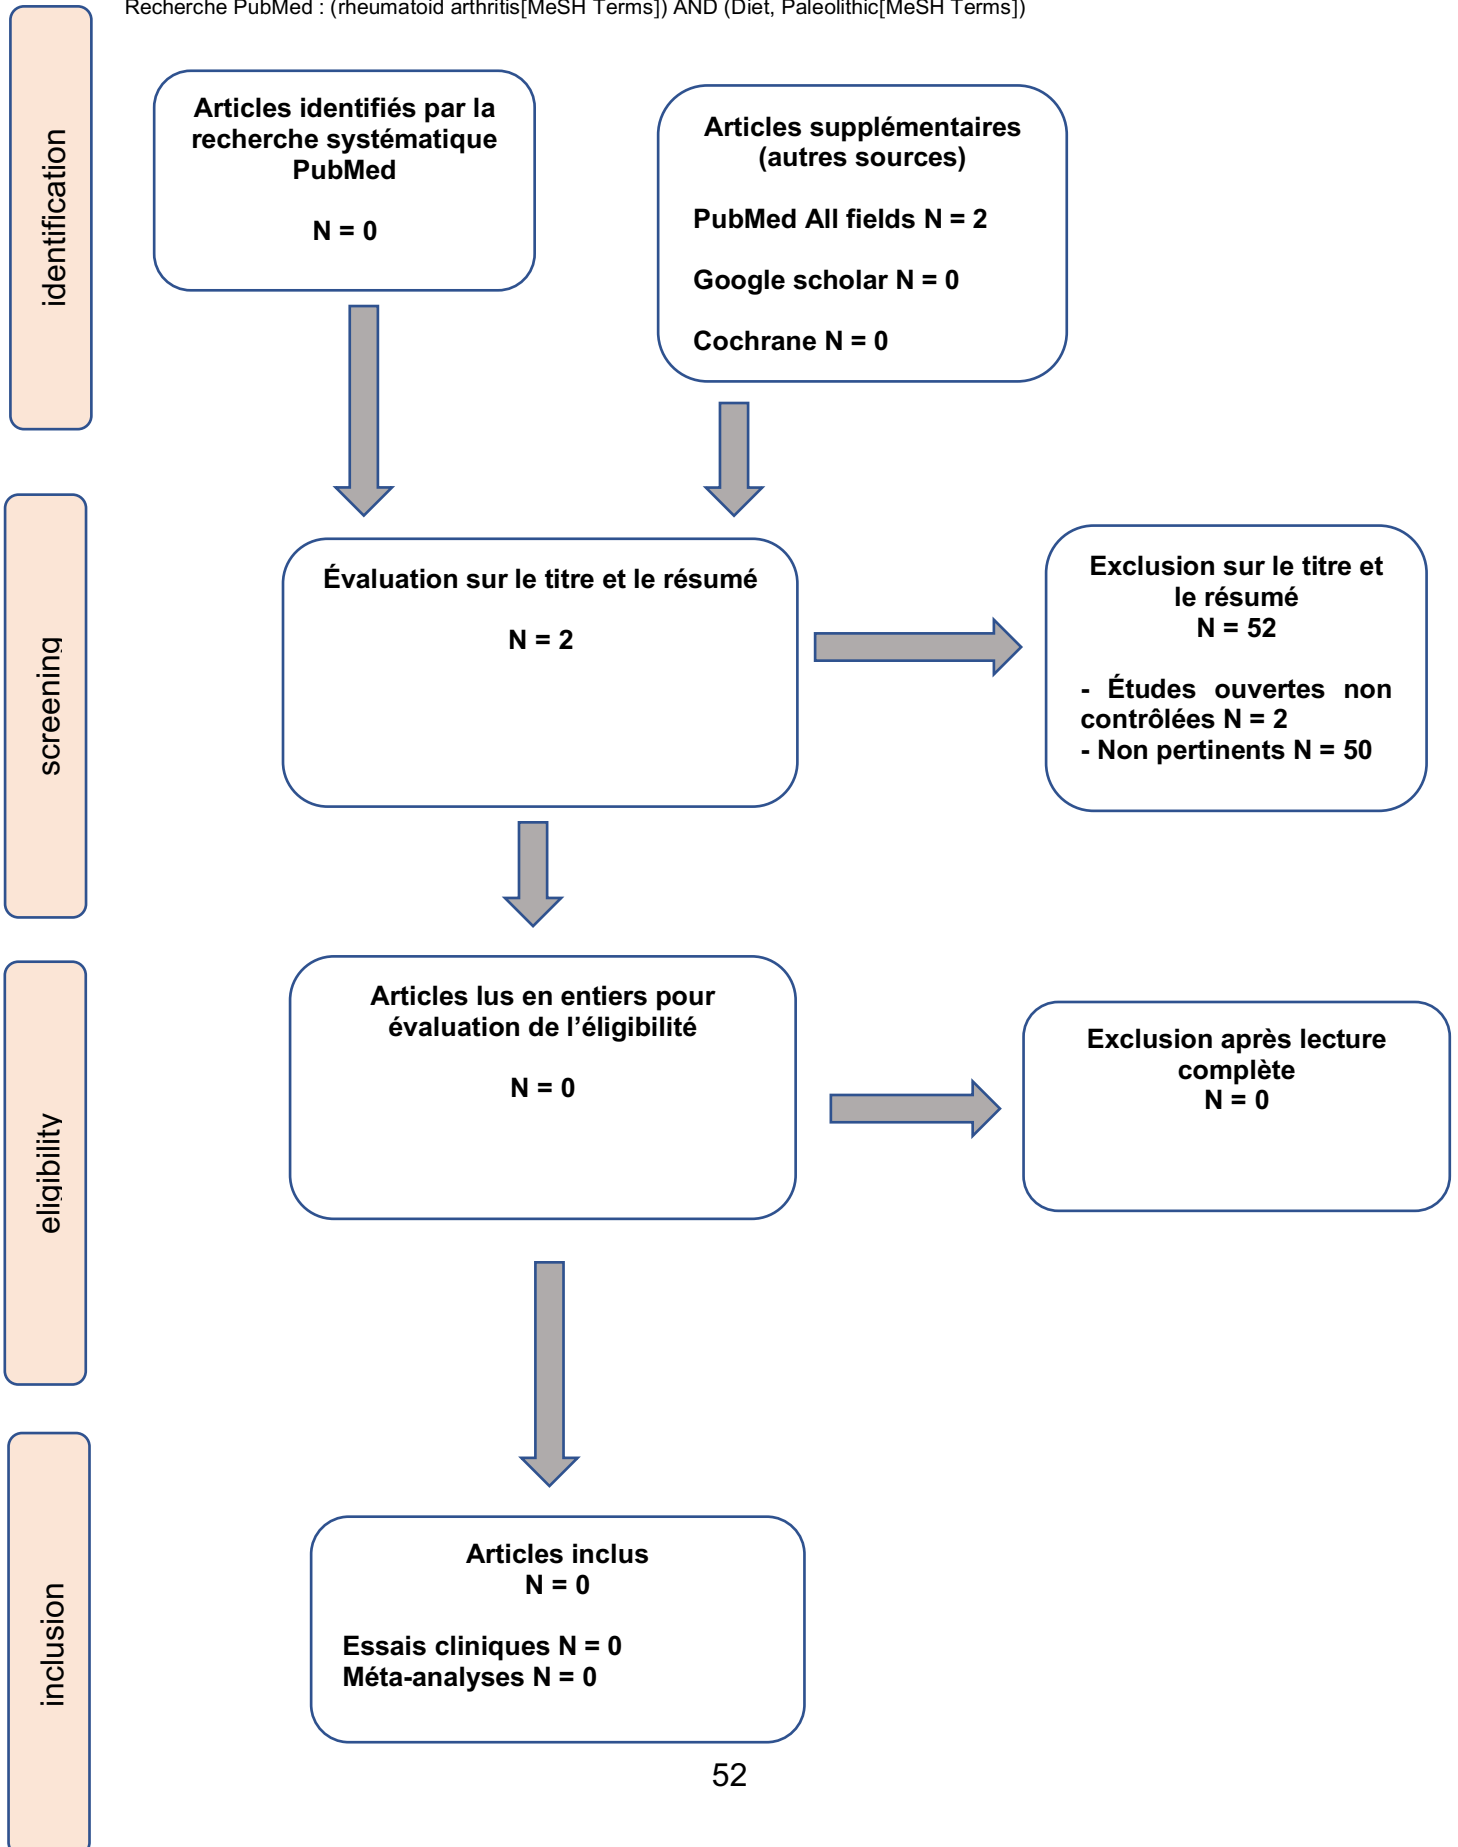 Recherche PubMed : (rheumatoid arthritis[MeSH Terms]) AND (Diet, Paleolithic[MeSH Terms])
identification
Articles identifiés par la
recherche systématique
PubMed
N = 0
Articles supplémentaires
(autres sources)
PubMed All fields N = 2
Google scholar N = 0
Cochrane N = 0
screening
Évaluation sur le titre et le résumé
N = 2
Exclusion sur le titre et
le résumé
N = 52
- Études ouvertes non
contrôlées N = 2
- Non pertinents N = 50
eligibility
Articles lus en entiers pour
évaluation de l'éligibilité
N = 0
Exclusion après lecture
complète
N = 0
inclusion
Articles inclus
N = 0
Essais cliniques N = 0
Méta-analyses N = 0
52